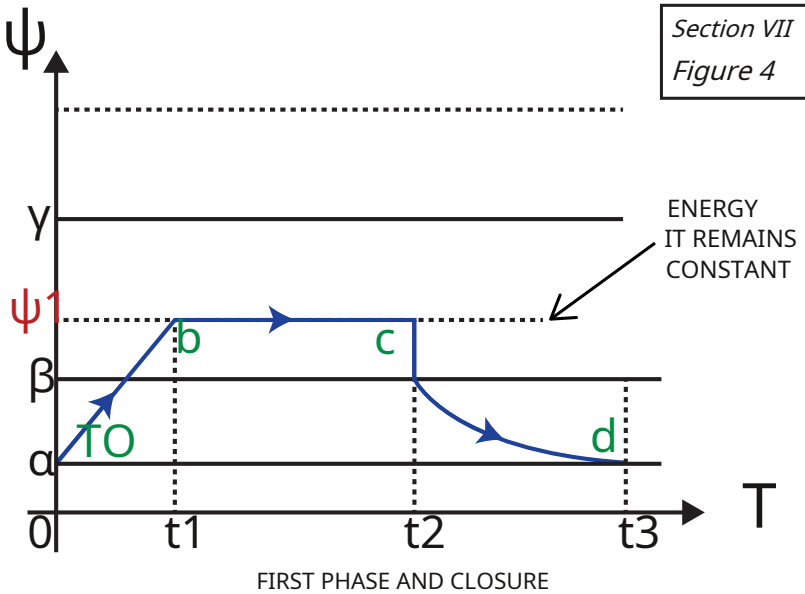 ψ
Section VII
Figure 4
γ
ENERGY
IT REMAINS
CONSTANT
ψ1
b
c
β
TO
d
α
0
t1
t2
t3
T
FIRST PHASE AND CLOSURE